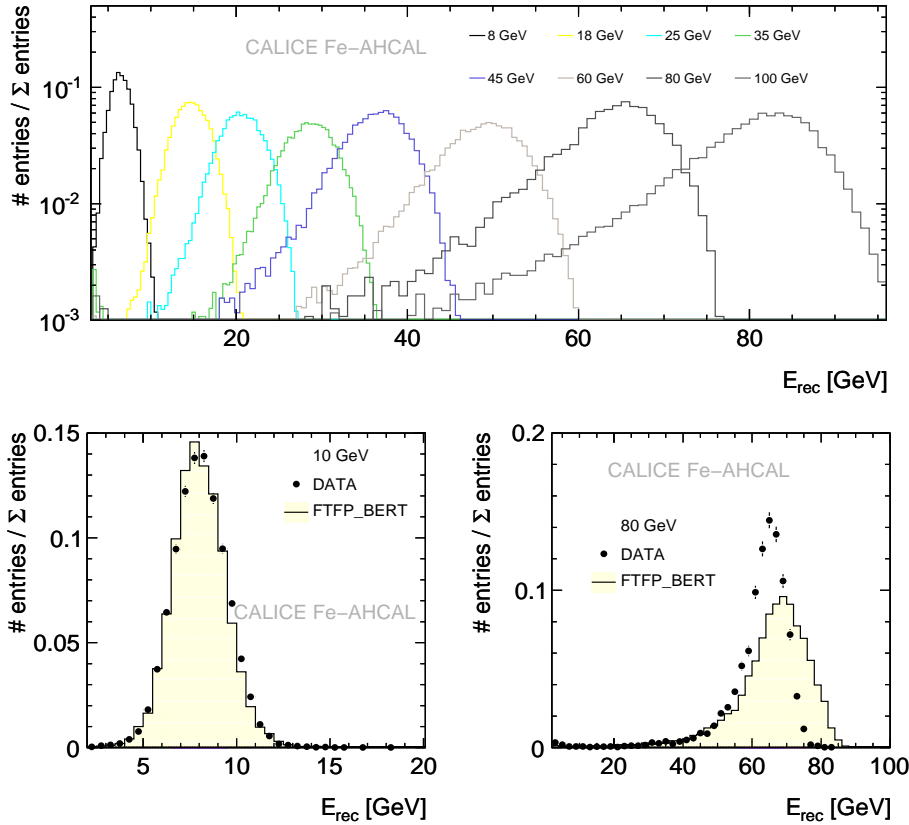 # entries / Σ entries
CALICE Fe−AHCAL
8 GeV 18 GeV 25 GeV 35 GeV
45 GeV 60 GeV 80 GeV 100 GeV
10⁻¹
10⁻²
10⁻³
20 40 60 80
E_rec [GeV]
# entries / Σ entries
0.15
0.1
0.05
0
10 GeV
DATA
FTFP_BERT
CALICE Fe−AHCAL
5 10 15 20
E_rec [GeV]
# entries / Σ entries
0.2
0.1
0
CALICE Fe−AHCAL
80 GeV
DATA
FTFP_BERT
20 40 60 80 100
E_rec [GeV]